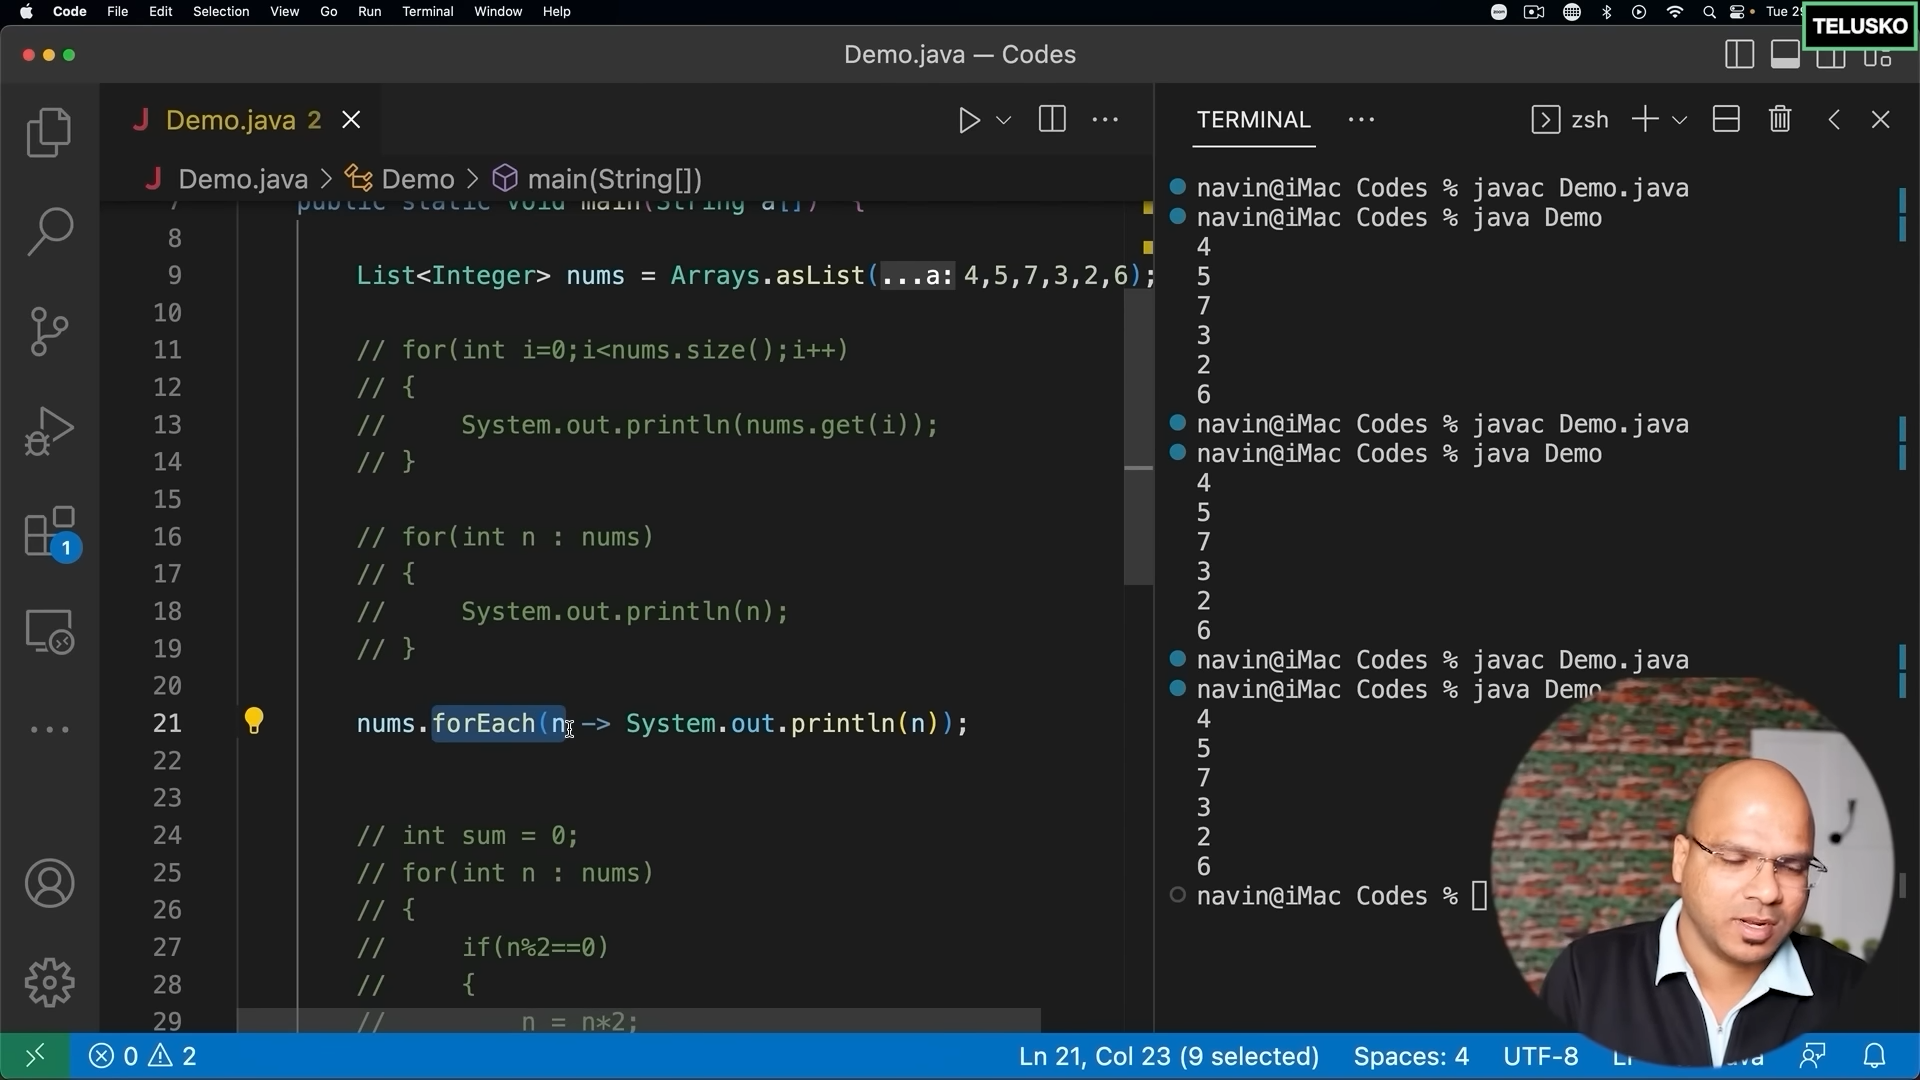 Code File Edit Selection View Go Run Terminal Window Help
Tue
TELUSKO
Demo.java — Codes
Demo.java 2
TERMINAL
zsh
Demo.java > Demo > main(String[])
7 public static void main(String a[]) {
8
9 List<Integer> nums = Arrays.asList(...a: 4,5,7,3,2,6);
10
11 // for(int i=0;i<nums.size();i++)
12 // {
13 // System.out.println(nums.get(i));
14 // }
15
16 // for(int n : nums)
17 // {
18 // System.out.println(n);
19 // }
20
21 nums.forEach(n -> System.out.println(n));
22
23
24 // int sum = 0;
25 // for(int n : nums)
26 // {
27 // if(n%2==0)
28 // {
29 // n = n*2;
navin@iMac Codes % javac Demo.java
navin@iMac Codes % java Demo
4
5
7
3
2
6
navin@iMac Codes % javac Demo.java
navin@iMac Codes % java Demo
4
5
7
3
2
6
navin@iMac Codes % javac Demo.java
navin@iMac Codes % java Demo
4
5
7
3
2
6
navin@iMac Codes %
1
0 2
Ln 21, Col 23 (9 selected) Spaces: 4 UTF-8